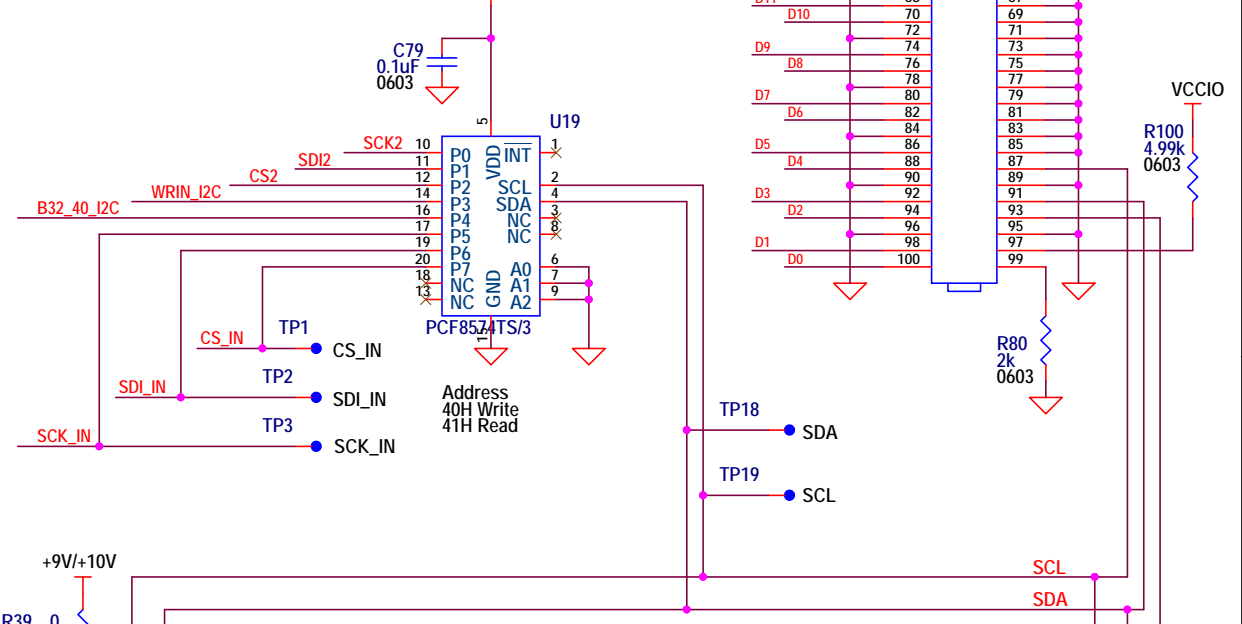 D10
70
69
72
71
D9
74
73
D8
76
75
78
77
D7
80
79
D6
82
81
84
83
D5
86
85
D4
88
87
90
89
D3
92
91
D2
94
93
96
95
D1
98
97
D0
100
99
VCCIO
R100
4.99k
0603
R80
2k
0603
C79
0.1uF
0603
5
U19
SCK2 10 P0
SDI2 11 P1
CS2 12 P2
WRIN_I2C 14 P3
B32_40_I2C 16 P4
17 P5
19 P6
20 P7
18 NC
13 NC
VDD
GND
INT 1
SCL 2
SDA 4
NC 3
NC 8
A0 6
A1 7
A2 9
PCF8574TS/3
15
CS_IN
TP1
CS_IN
SDI_IN
TP2
SDI_IN
SCK_IN
TP3
SCK_IN
Address
40H Write
41H Read
TP18
SDA
TP19
SCL
+9V/+10V
R39 0
SCL
SDA